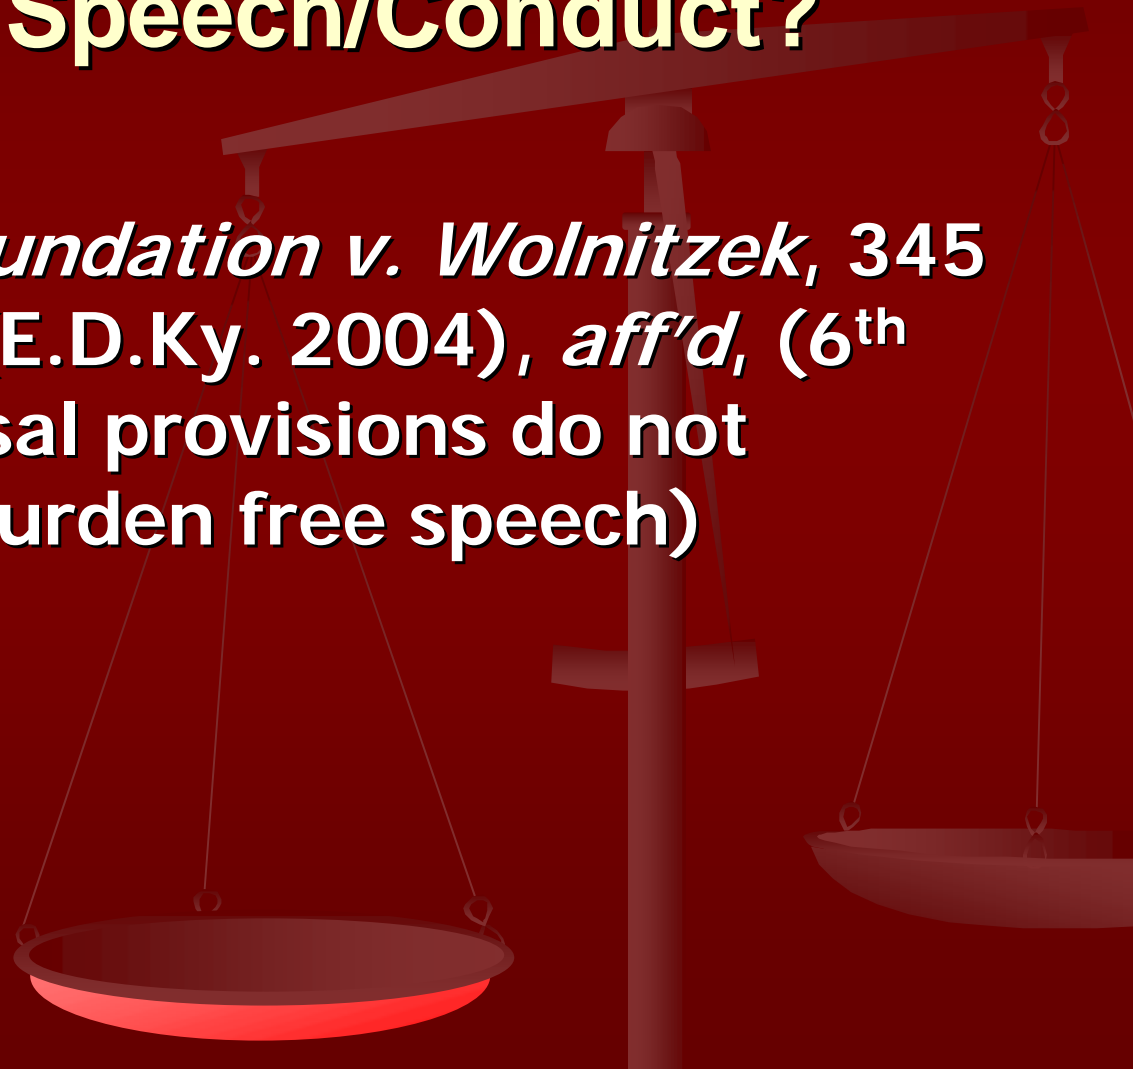 Speech/Conduct?
undation v. Wolnitzek, 345
E.D.Ky. 2004), aff’d, (6th
sal provisions do not
urden free speech)